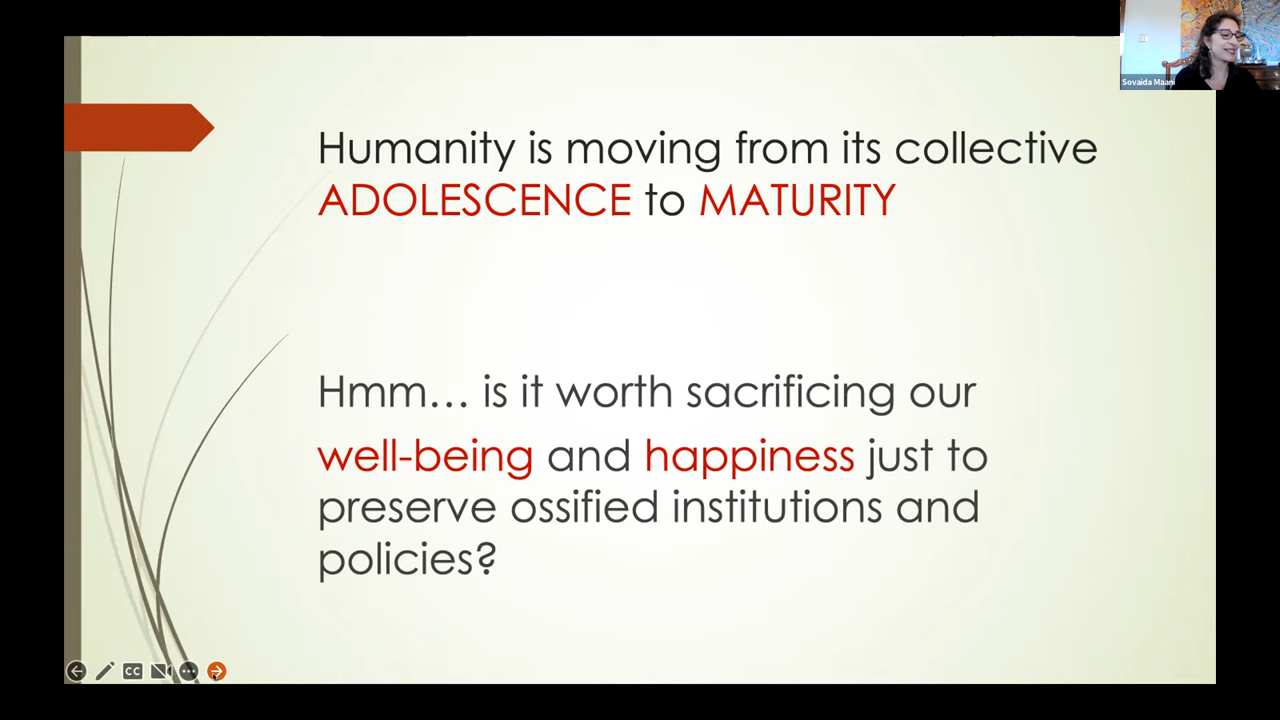 Sovaida Maani
Humanity is moving from its collective
ADOLESCENCE to MATURITY
Hmm… is it worth sacrificing our
well-being and happiness just to
preserve ossified institutions and
policies?
CC